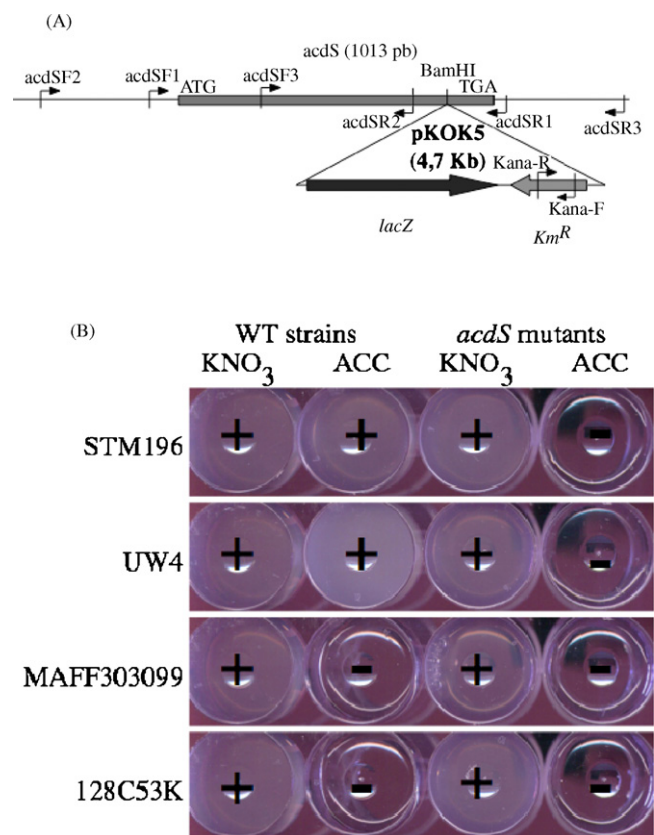 (A)
acdS (1013 pb)
acdSF2
acdSF1
ATG
acdSF3
BamHI
TGA
acdSR2
acdSR1
acdSR3
pKOK5
(4,7 Kb)
Kana-R
Kana-F
lacZ
KmR
(B)
WT strains
acdS mutants
KNO3 ACC KNO3 ACC
STM196 + + + -
UW4 + + + -
MAFF303099 + - + -
128C53K + - + -